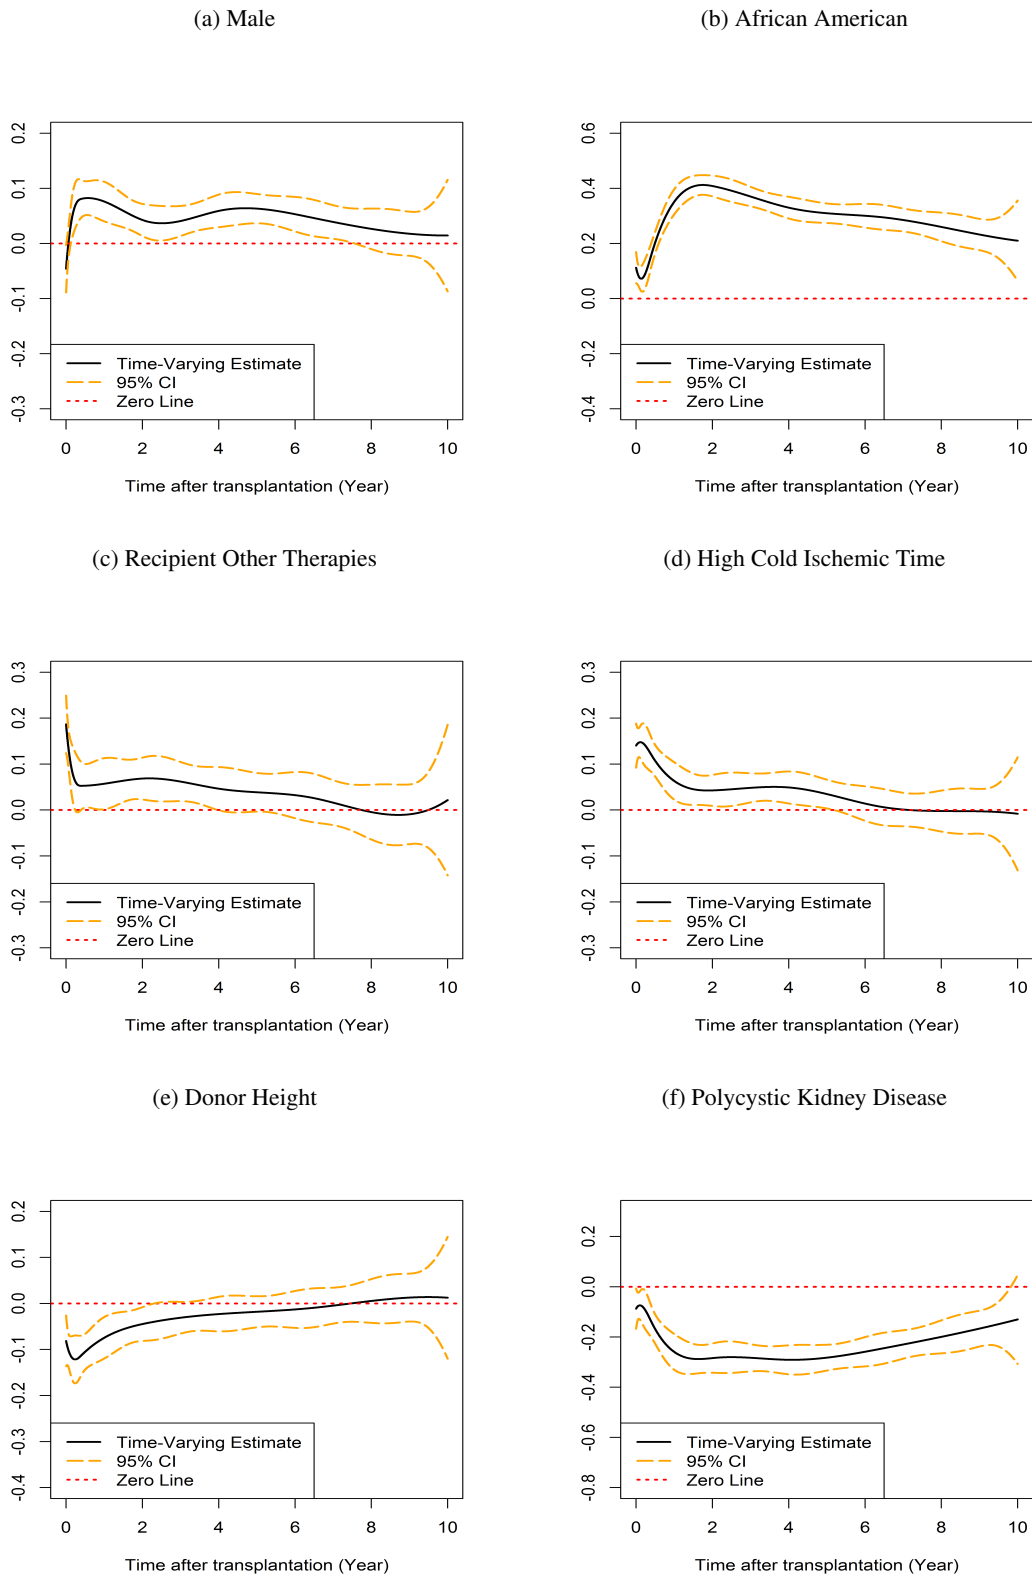 (a) Male
0.2
0.1
0.0
-0.1
-0.2
-0.3
Time-Varying Estimate
95% CI
Zero Line
0 2 4 6 8 10
Time after transplantation (Year)
(b) African American
0.6
0.4
0.2
0.0
-0.2
-0.4
Time-Varying Estimate
95% CI
Zero Line
0 2 4 6 8 10
Time after transplantation (Year)
(c) Recipient Other Therapies
0.3
0.2
0.1
0.0
-0.1
-0.2
-0.3
Time-Varying Estimate
95% CI
Zero Line
0 2 4 6 8 10
Time after transplantation (Year)
(d) High Cold Ischemic Time
0.3
0.2
0.1
0.0
-0.1
-0.2
-0.3
Time-Varying Estimate
95% CI
Zero Line
0 2 4 6 8 10
Time after transplantation (Year)
(e) Donor Height
0.2
0.1
0.0
-0.1
-0.2
-0.3
-0.4
Time-Varying Estimate
95% CI
Zero Line
0 2 4 6 8 10
Time after transplantation (Year)
(f) Polycystic Kidney Disease
0.2
0.0
-0.2
-0.4
-0.6
-0.8
Time-Varying Estimate
95% CI
Zero Line
0 2 4 6 8 10
Time after transplantation (Year)